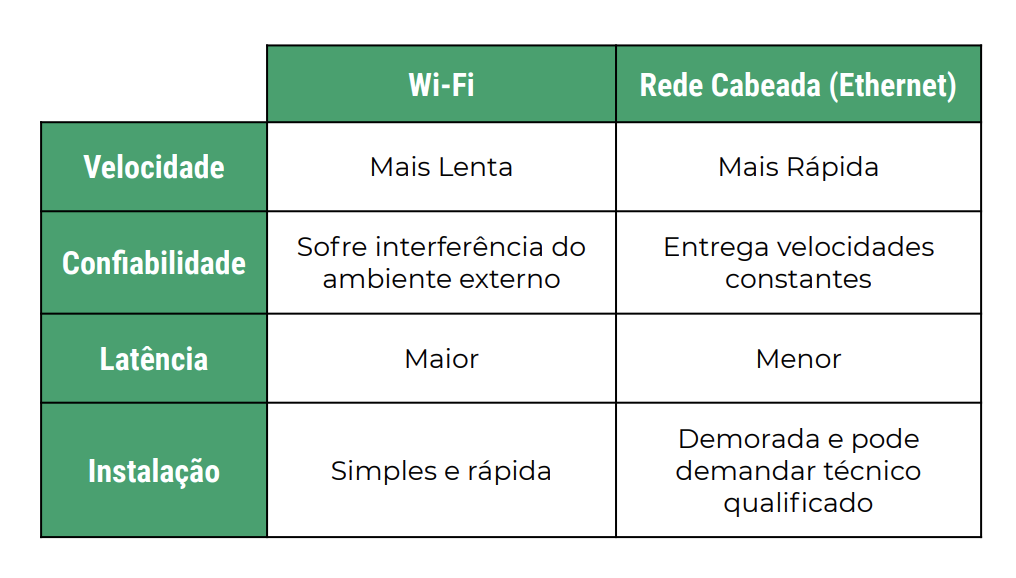 Wi-Fi
Rede Cabeada (Ethernet)
Velocidade
Mais Lenta
Mais Rápida
Confiabilidade
Sofre interferência do
ambiente externo
Entrega velocidades
constantes
Latência
Maior
Menor
Instalação
Simples e rápida
Demorada e pode
demandar técnico
qualificado